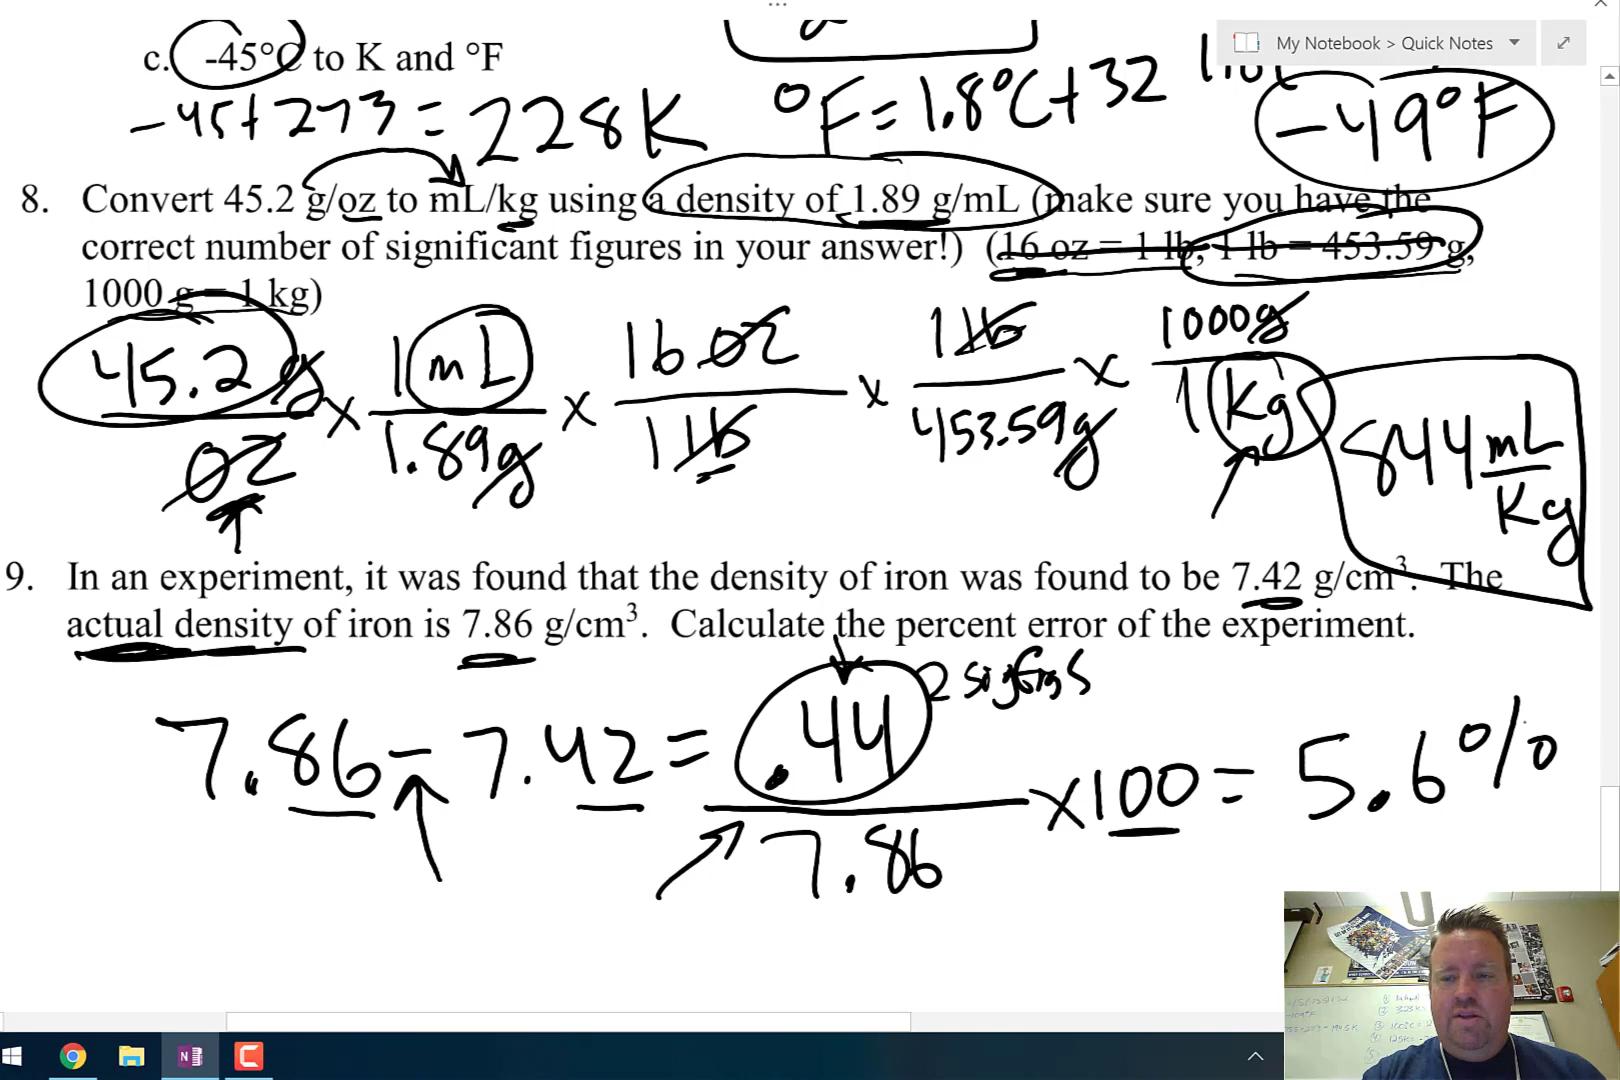 My Notebook > Quick Notes
c. -45°C to K and °F
-45+273 = 228K
°F = 1.8°C+32
-49°F
8. Convert 45.2 g/oz to mL/kg using a density of 1.89 g/mL (make sure you have the
correct number of significant figures in your answer!) (16 oz = 1 lb, 1 lb = 453.59 g,
1000 g = 1 kg)
45.2 g/oz × 1 mL/1.89g × 16 oz/1 lb × 1 lb/453.59g × 1000g/1 Kg
844 mL/Kg
9. In an experiment, it was found that the density of iron was found to be 7.42 g/cm³. The
actual density of iron is 7.86 g/cm³. Calculate the percent error of the experiment.
2 sig figs
7.86 - 7.42 = .44/7.86 ×100 = 5.6%